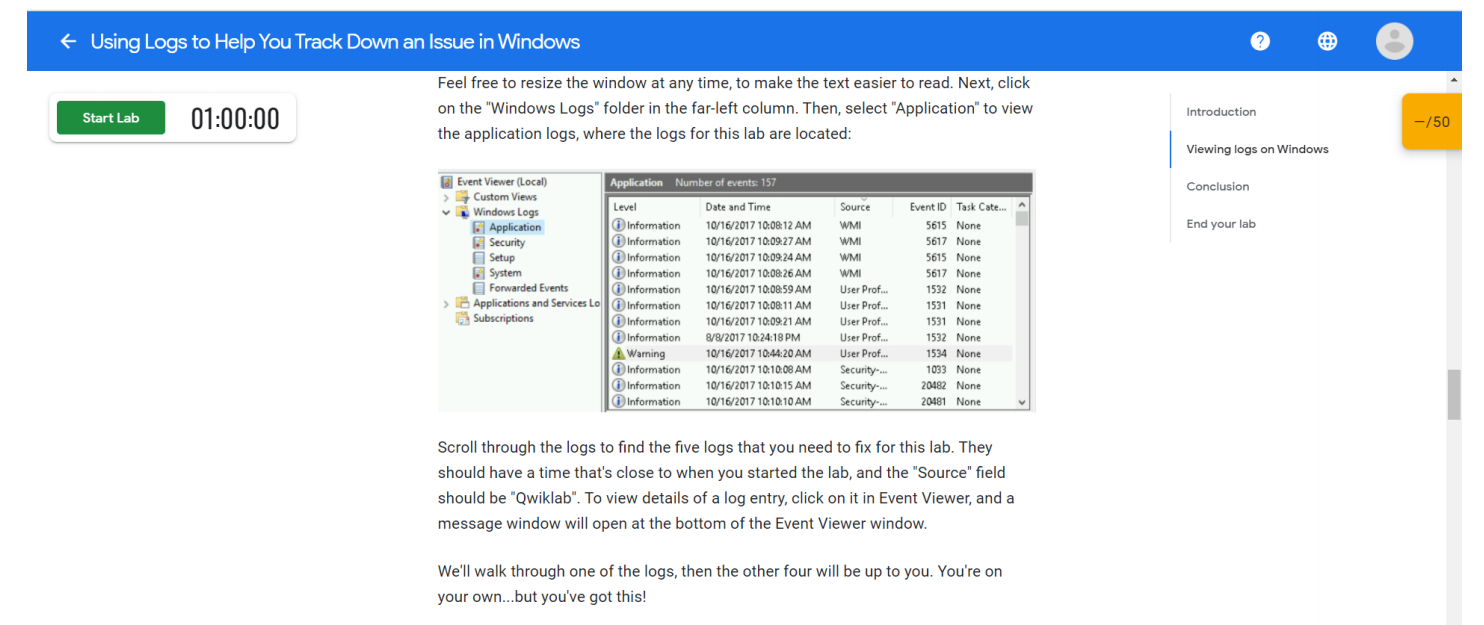 Using Logs to Help You Track Down an Issue in Windows
Start Lab
01:00:00
Feel free to resize the window at any time, to make the text easier to read. Next, click
on the "Windows Logs" folder in the far-left column. Then, select "Application" to view
the application logs, where the logs for this lab are located:
Event Viewer (Local)
Custom Views
Windows Logs
Application
Security
Setup
System
Forwarded Events
Applications and Services Lo
Subscriptions
Application Number of events: 157
Level Date and Time Source Event ID Task Cate...
Information 10/16/2017 10:08:12 AM WMI 5615 None
Information 10/16/2017 10:09:27 AM WMI 5617 None
Information 10/16/2017 10:09:24 AM WMI 5615 None
Information 10/16/2017 10:08:26 AM WMI 5617 None
Information 10/16/2017 10:08:59 AM User Prof... 1532 None
Information 10/16/2017 10:08:11 AM User Prof... 1531 None
Information 10/16/2017 10:09:21 AM User Prof... 1531 None
Information 8/8/2017 10:24:18 PM User Prof... 1532 None
Warning 10/16/2017 10:44:20 AM User Prof... 1534 None
Information 10/16/2017 10:10:08 AM Security-... 1033 None
Information 10/16/2017 10:10:15 AM Security-... 20482 None
Information 10/16/2017 10:10:10 AM Security-... 20481 None
Scroll through the logs to find the five logs that you need to fix for this lab. They
should have a time that's close to when you started the lab, and the "Source" field
should be "Qwiklab". To view details of a log entry, click on it in Event Viewer, and a
message window will open at the bottom of the Event Viewer window.
We'll walk through one of the logs, then the other four will be up to you. You're on
your own...but you've got this!
Introduction
Viewing logs on Windows
Conclusion
End your lab
–/50